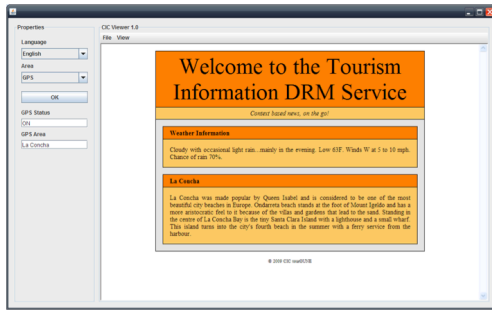 Properties
Language
English
Area
GPS
OK
GPS Status
ON
GPS Area
La Concha
CIC Viewer 1.0
File View
Welcome to the Tourism
Information DRM Service
Context based news, on the go!
Weather Information
Cloudy with occasional light rain...mainly in the evening. Low 63F. Winds W at 5 to 10 mph.
Chance of rain 70%.
La Concha
La Concha was made popular by Queen Isabel and is considered to be one of the most
beautiful city beaches in Europe. Ondarreta beach stands at the foot of Mount Igeldo and has a
more aristocratic feel to it because of the villas and gardens that lead to the sand. Standing in
the centre of La Concha Bay is the tiny Santa Clara Island with a lighthouse and a small wharf.
This island turns into the city's fourth beach in the summer with a ferry service from the
harbour.
CIC